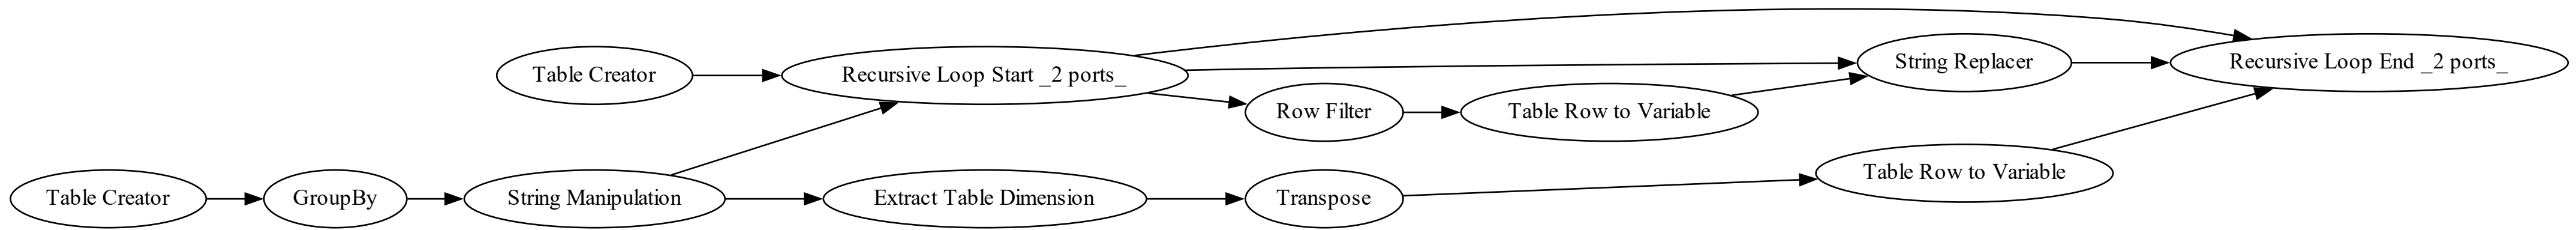 Table Creator
Recursive Loop Start _2 ports_
String Replacer
Recursive Loop End _2 ports_
Row Filter
Table Row to Variable
Table Creator
GroupBy
String Manipulation
Extract Table Dimension
Transpose
Table Row to Variable